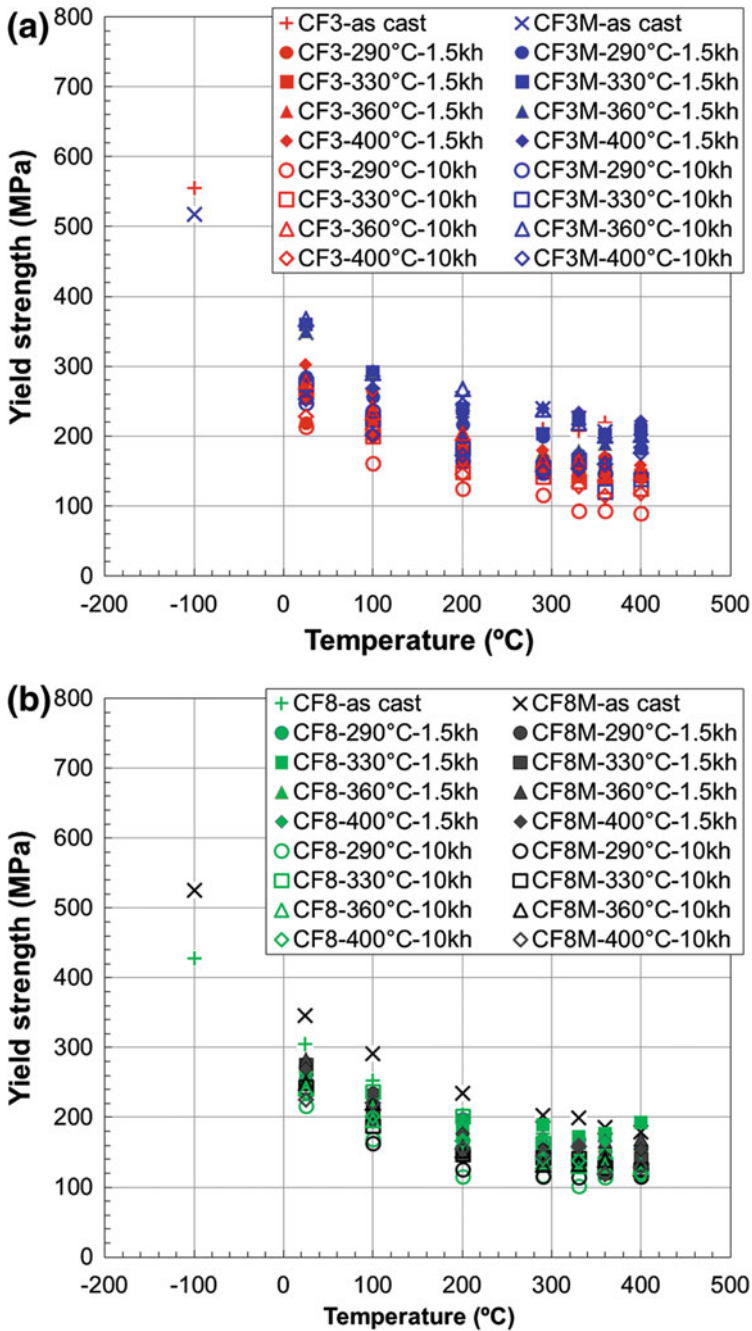 (a)
800
700
600
500
400
300
200
100
0
Yield strength (MPa)
CF3-as cast CF3M-as cast
CF3-290°C-1.5kh CF3M-290°C-1.5kh
CF3-330°C-1.5kh CF3M-330°C-1.5kh
CF3-360°C-1.5kh CF3M-360°C-1.5kh
CF3-400°C-1.5kh CF3M-400°C-1.5kh
CF3-290°C-10kh CF3M-290°C-10kh
CF3-330°C-10kh CF3M-330°C-10kh
CF3-360°C-10kh CF3M-360°C-10kh
CF3-400°C-10kh CF3M-400°C-10kh
-200 -100 0 100 200 300 400 500
Temperature (ºC)
(b)
800
700
600
500
400
300
200
100
0
Yield strength (MPa)
CF8-as cast CF8M-as cast
CF8-290°C-1.5kh CF8M-290°C-1.5kh
CF8-330°C-1.5kh CF8M-330°C-1.5kh
CF8-360°C-1.5kh CF8M-360°C-1.5kh
CF8-400°C-1.5kh CF8M-400°C-1.5kh
CF8-290°C-10kh CF8M-290°C-10kh
CF8-330°C-10kh CF8M-330°C-10kh
CF8-360°C-10kh CF8M-360°C-10kh
CF8-400°C-10kh CF8M-400°C-10kh
-200 -100 0 100 200 300 400 500
Temperature (ºC)